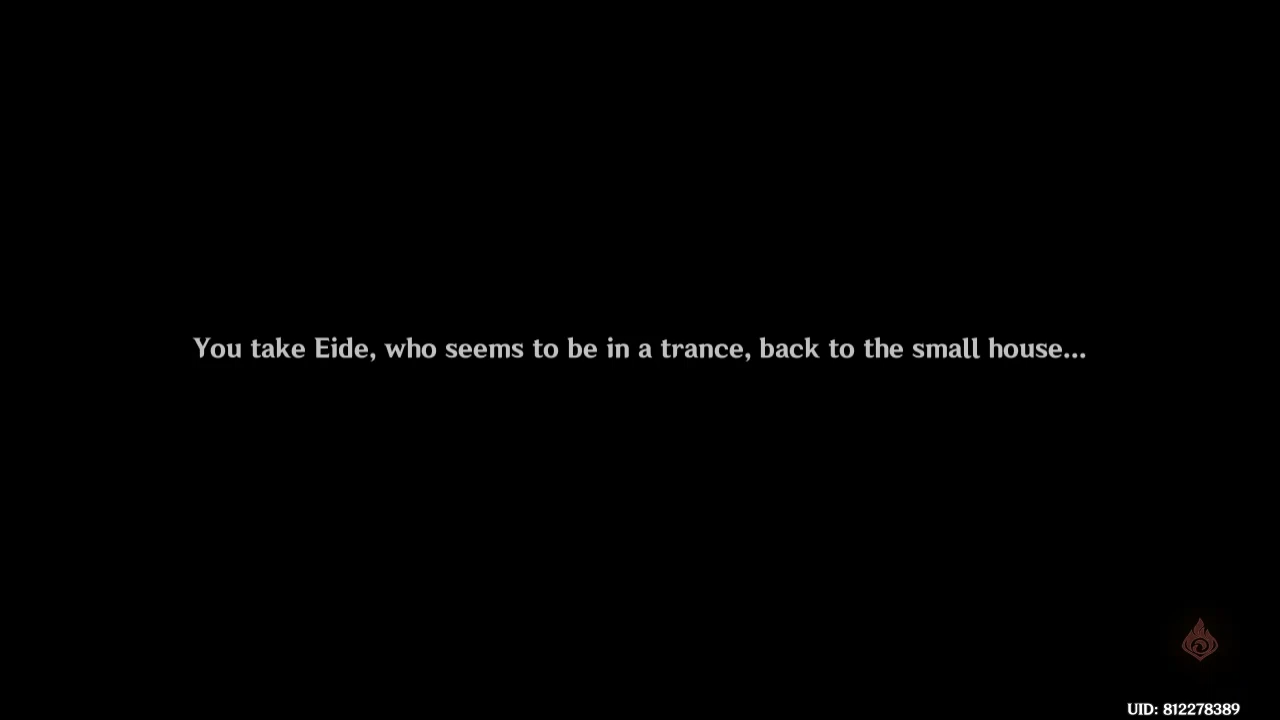 You take Eide, who seems to be in a trance, back to the small house...
UID: 812278389